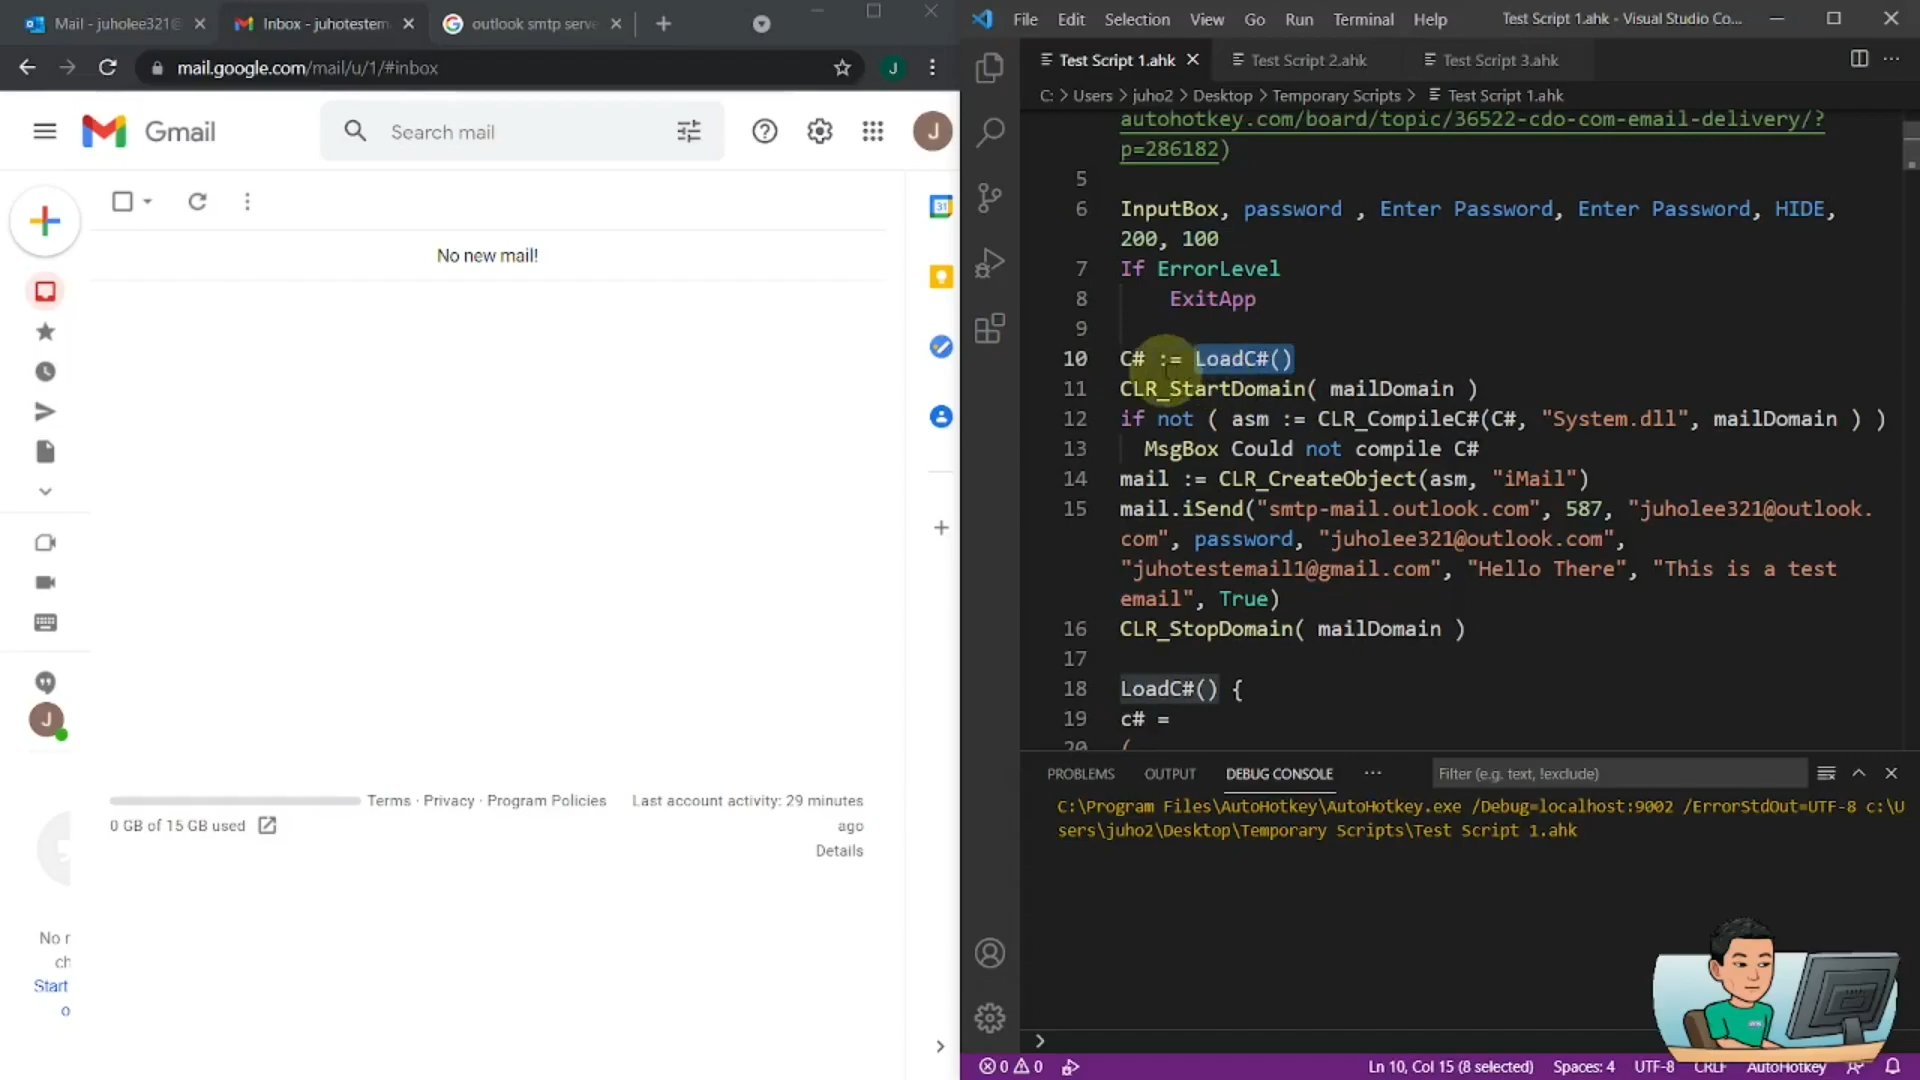 Mail - juholee321@
Inbox - juhotestem
outlook smtp serve
mail.google.com/mail/u/1/#inbox
J
Gmail
Search mail
J
31
No new mail!
J
Terms · Privacy · Program Policies
Last account activity: 29 minutes
ago
Details
0 GB of 15 GB used
No r
ch
Start
o
File Edit Selection View Go Run Terminal Help
Test Script 1.ahk - Visual Studio Co...
Test Script 1.ahk
Test Script 2.ahk
Test Script 3.ahk
C: > Users > juho2 > Desktop > Temporary Scripts > Test Script 1.ahk
autohotkey.com/board/topic/36522-cdo-com-email-delivery/?
p=286182)
5
6 InputBox, password , Enter Password, Enter Password, HIDE,
200, 100
7 If ErrorLevel
8 ExitApp
9
10 C# := LoadC#()
11 CLR_StartDomain( mailDomain )
12 if not ( asm := CLR_CompileC#(C#, "System.dll", mailDomain ) )
13 MsgBox Could not compile C#
14 mail := CLR_CreateObject(asm, "iMail")
15 mail.iSend("smtp-mail.outlook.com", 587, "juholee321@outlook.
com", password, "juholee321@outlook.com",
"juhotestemail1@gmail.com", "Hello There", "This is a test
email", True)
16 CLR_StopDomain( mailDomain )
17
18 LoadC#() {
19 c# =
20 (
PROBLEMS OUTPUT DEBUG CONSOLE ···
Filter (e.g. text, !exclude)
C:\Program Files\AutoHotkey\AutoHotkey.exe /Debug=localhost:9002 /ErrorStdOut=UTF-8 c:\U
sers\juho2\Desktop\Temporary Scripts\Test Script 1.ahk
0 0
Ln 10, Col 15 (8 selected) Spaces: 4 UTF-8 CRLF AutoHotkey